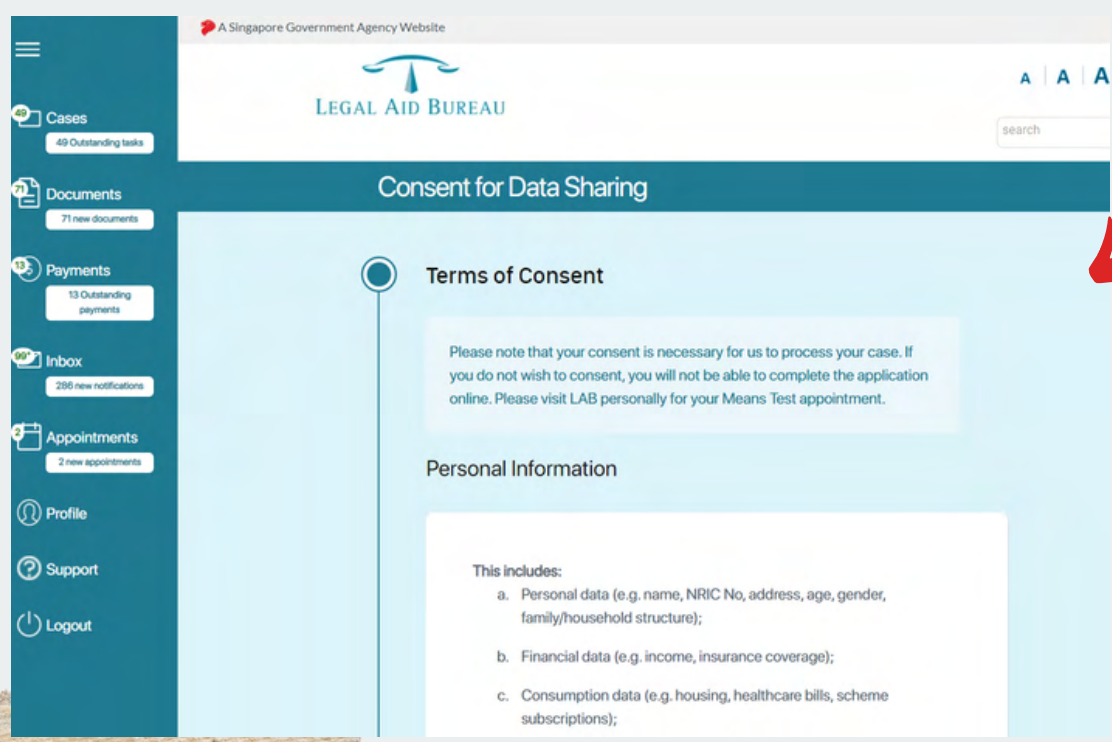 A Singapore Government Agency Website
LEGAL AID BUREAU
A A A
search
49
Cases
49 Outstanding tasks
71
Documents
71 new documents
13
Payments
13 Outstanding
payments
99+
Inbox
286 new notifications
2
Appointments
2 new appointments
Profile
Support
Logout
Consent for Data Sharing
Terms of Consent
Please note that your consent is necessary for us to process your case. If
you do not wish to consent, you will not be able to complete the application
online. Please visit LAB personally for your Means Test appointment.
Personal Information
This includes:
a. Personal data (e.g. name, NRIC No, address, age, gender,
family/household structure);
b. Financial data (e.g. income, insurance coverage);
c. Consumption data (e.g. housing, healthcare bills, scheme
subscriptions);